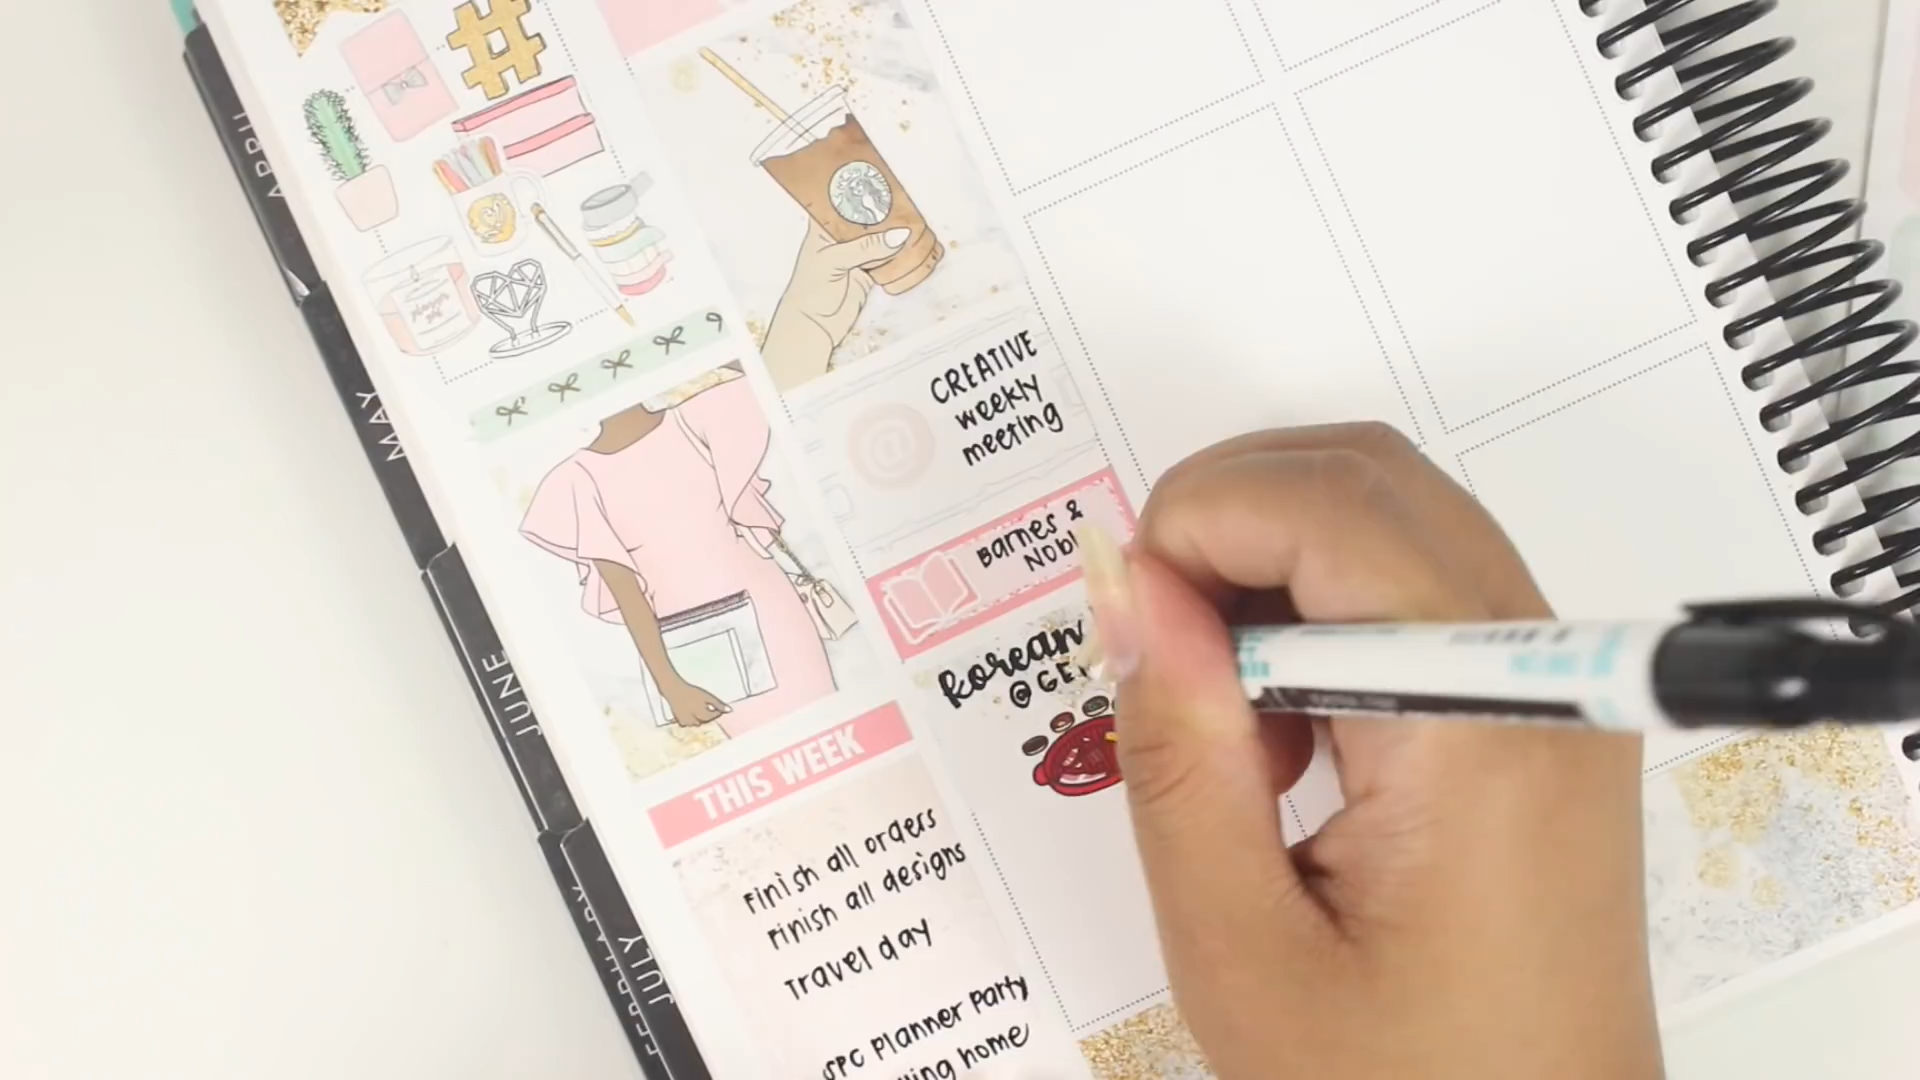 APRIL
MAY
JUNE
JULY
CREATIVE
weekly
meeting
Barnes &
Korean
THIS WEEK
Finish all orders
Finish all designs
Travel day
SPC Planner Party
home